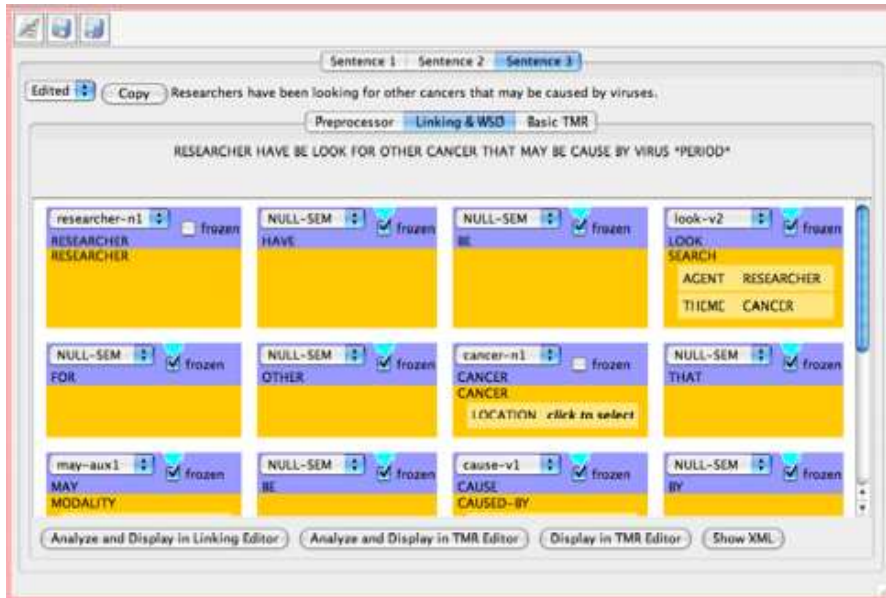 Sentence 1 Sentence 2 Sentence 3
Edited Copy Researchers have been looking for other cancers that may be caused by viruses.
Preprocessor Linking & WSD Basic TMR
RESEARCHER HAVE BE LOOK FOR OTHER CANCER THAT MAY BE CAUSE BY VIRUS *PERIOD*
researcher-n1 frozen NULL-SEM frozen NULL-SEM frozen look-v2 frozen
RESEARCHER HAVE BE LOOK
RESEARCHER SEARCH
AGENT RESEARCHER
THEME CANCER
NULL-SEM frozen NULL-SEM frozen cancer-n1 frozen NULL-SEM frozen
FOR OTHER CANCER THAT
CANCER
LOCATION click to select
may-aux1 frozen NULL-SEM frozen cause-v1 frozen NULL-SEM frozen
MAY BE CAUSE BY
MODALITY CAUSED-BY
Analyze and Display in Linking Editor Analyze and Display in TMR Editor Display in TMR Editor Show XML